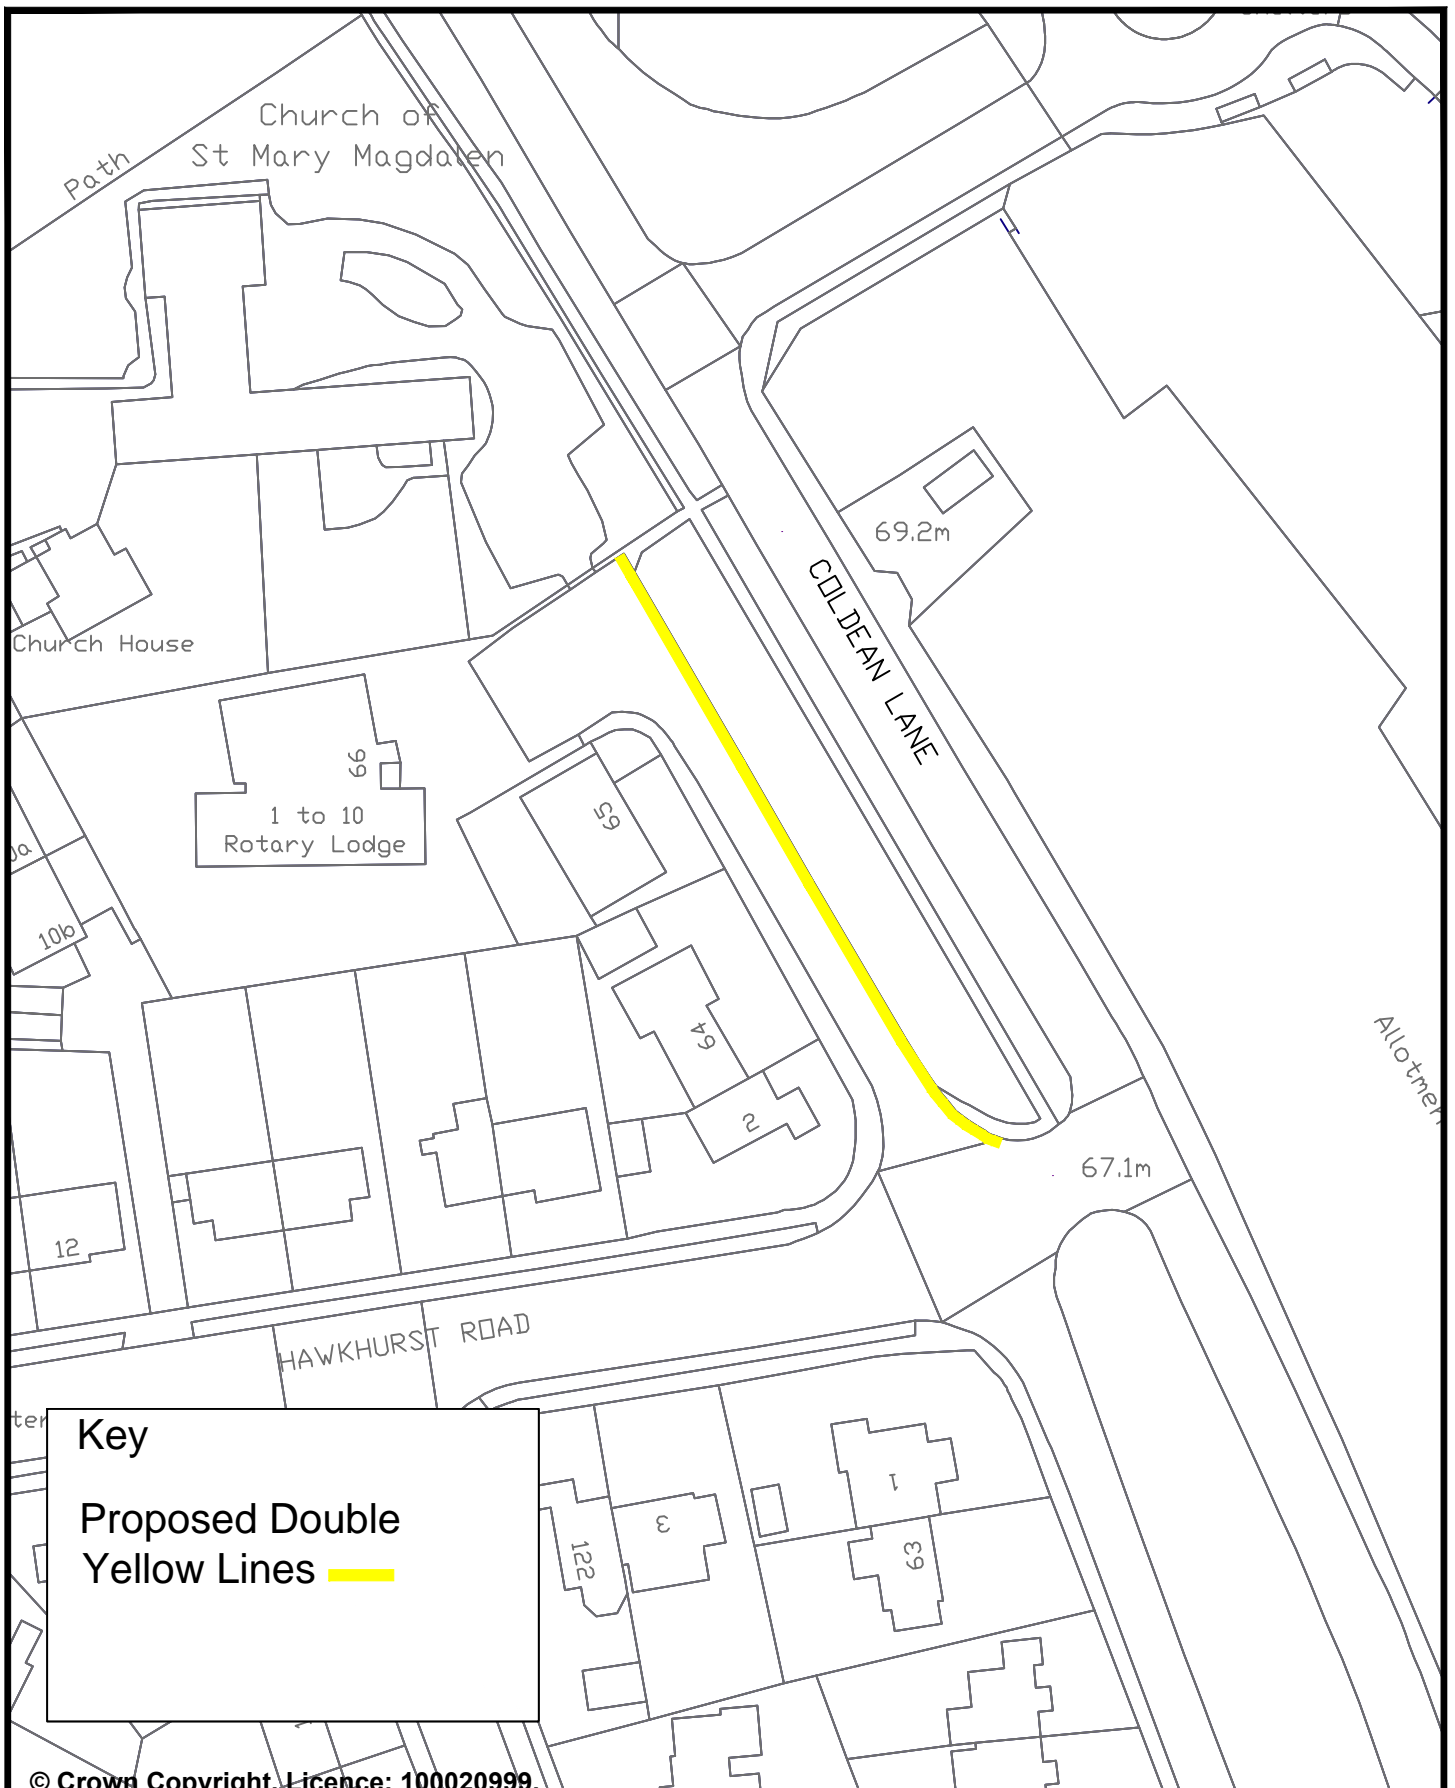 Church of
St Mary Magdalen
Path
69.2m
COLDEAN LANE
Church House
66
1 to 10
Rotary Lodge
65
10b
64
Allotmen
2
67.1m
12
HAWKHURST ROAD
Key
Proposed Double
Yellow Lines
1
3
122
63
© Crown Copyright. Licence: 100020999.